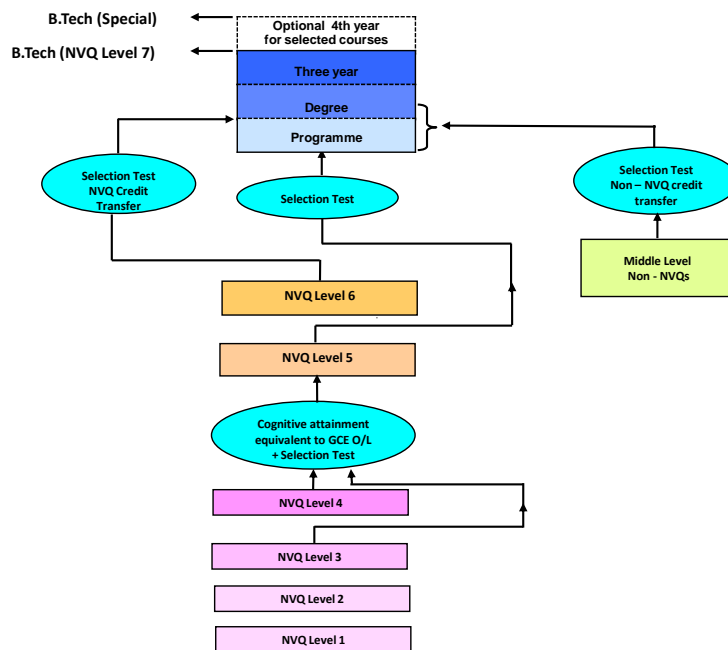 B.Tech (Special)
Optional 4th year
for selected courses
B.Tech (NVQ Level 7)
Three year
Degree
Programme
Selection Test
NVQ Credit
Transfer
Selection Test
Selection Test
Non – NVQ credit
transfer
Middle Level
Non - NVQs
NVQ Level 6
NVQ Level 5
Cognitive attainment
equivalent to GCE O/L
+ Selection Test
NVQ Level 4
NVQ Level 3
NVQ Level 2
NVQ Level 1